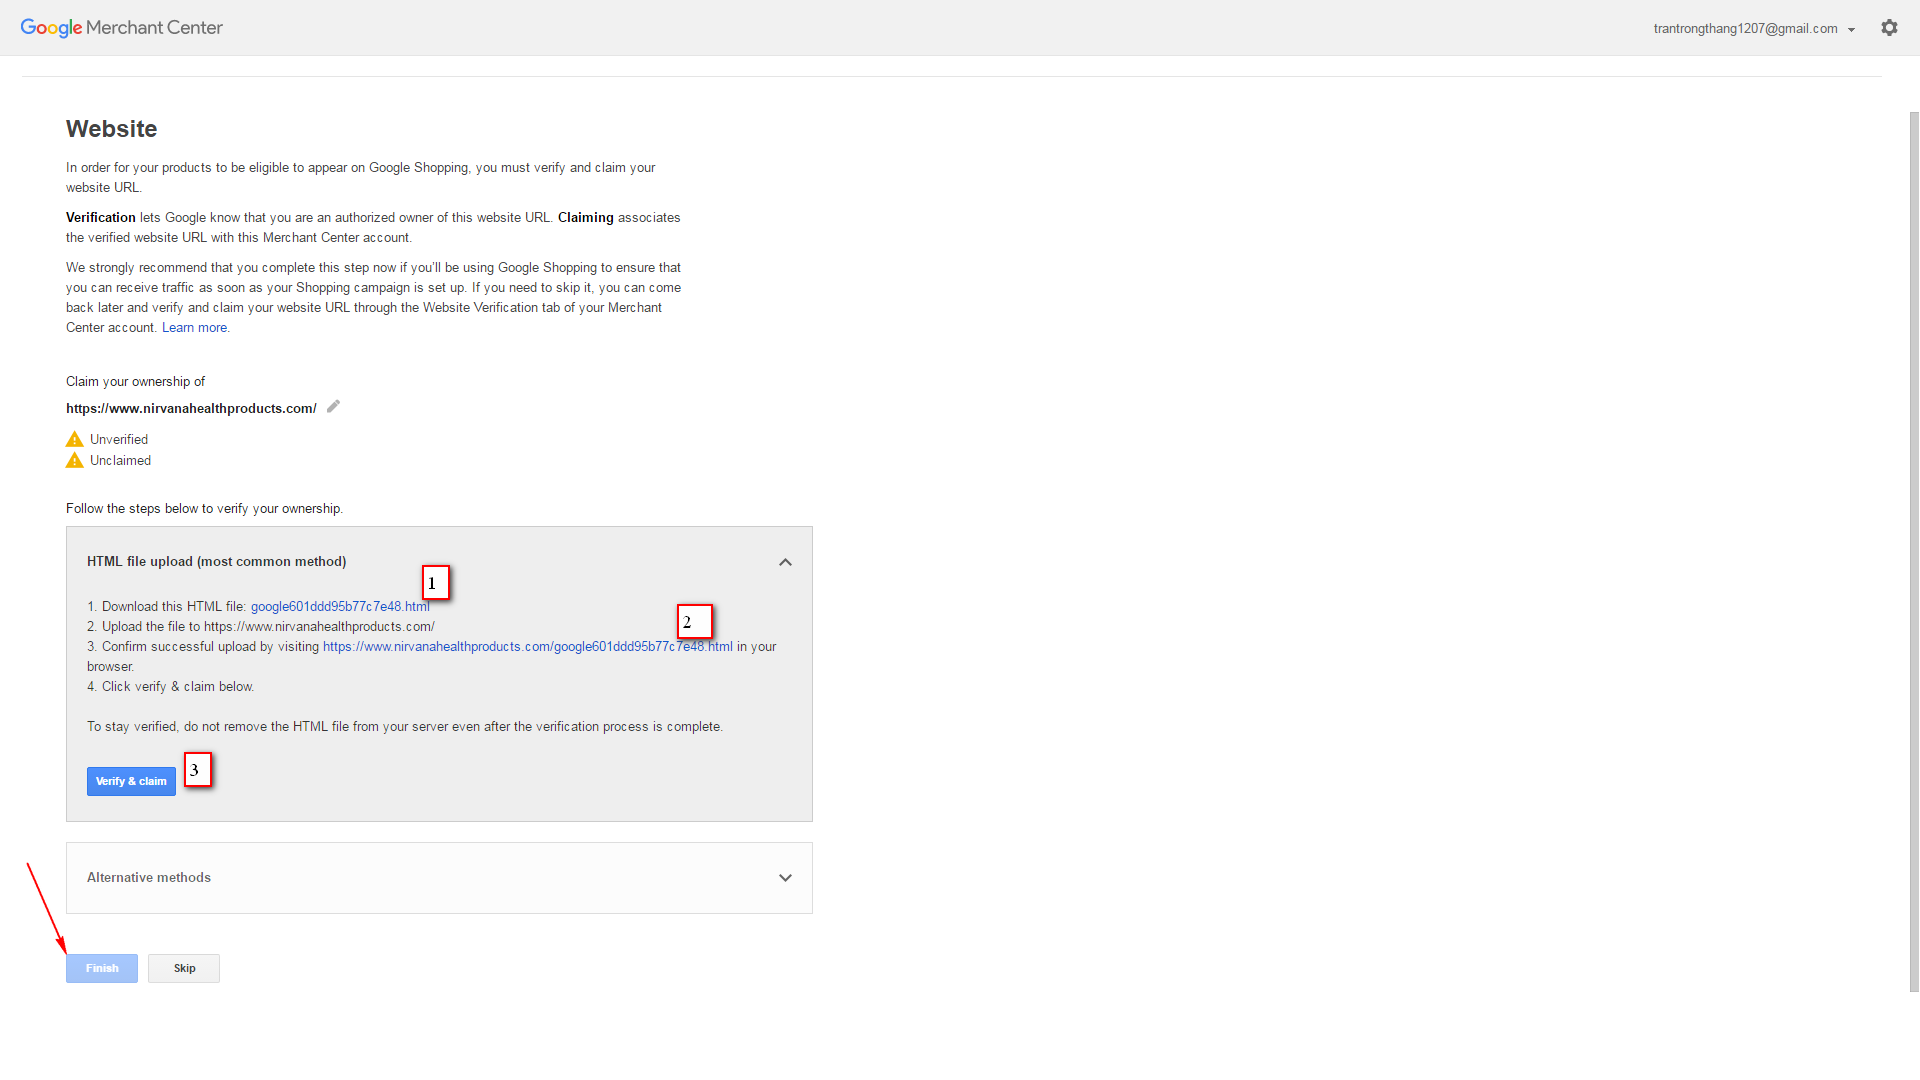 Google Merchant Center
trantrongthang1207@gmail.com
Website
In order for your products to be eligible to appear on Google Shopping, you must verify and claim your
website URL.
Verification lets Google know that you are an authorized owner of this website URL. Claiming associates
the verified website URL with this Merchant Center account.
We strongly recommend that you complete this step now if you'll be using Google Shopping to ensure that
you can receive traffic as soon as your Shopping campaign is set up. If you need to skip it, you can come
back later and verify and claim your website URL through the Website Verification tab of your Merchant
Center account. Learn more.
Claim your ownership of
https://www.nirvanahealthproducts.com/
Unverified
Unclaimed
Follow the steps below to verify your ownership.
HTML file upload (most common method)
1
1. Download this HTML file: google601ddd95b77c7e48.html
2
2. Upload the file to https://www.nirvanahealthproducts.com/
3. Confirm successful upload by visiting https://www.nirvanahealthproducts.com/google601ddd95b77c7e48.html in your
browser.
4. Click verify & claim below.
To stay verified, do not remove the HTML file from your server even after the verification process is complete.
Verify & claim
3
Alternative methods
Finish
Skip